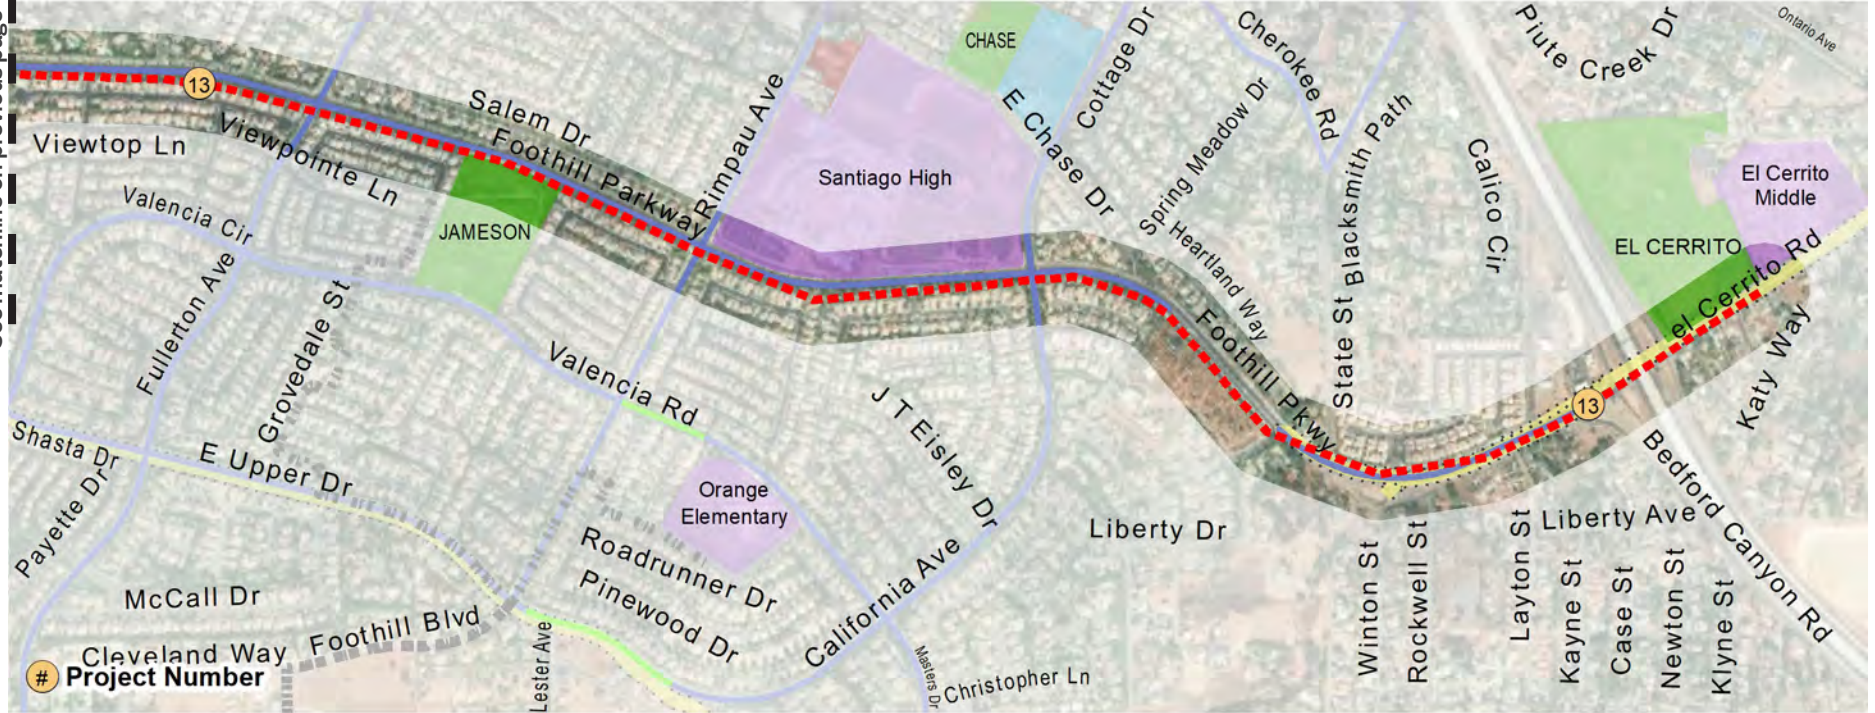 Piute Creek Dr
Ontario Ave
CHASE
Cottage Dr
Cherokee Rd
13
Salem Dr
Foothill Parkway
Rimpau Ave
E Chase Dr
Spring Meadow Dr
Blacksmith Path
Calico Cir
Viewtop Ln
Viewpointe Ln
Santiago High
El Cerrito
Middle
Valencia Cir
JAMESON
Heartland Way
EL CERRITO
el Cerrito Rd
Fullerton Ave
Grovedale St
Foothill Pkwy
State St
Katy Way
Valencia Rd
J T Eisley Dr
13
Shasta Dr
E Upper Dr
Payette Dr
Orange
Elementary
Liberty Dr
Liberty Ave
Bedford Canyon Rd
Roadrunner Dr
Pinewood Dr
California Ave
Winton St
Rockwell St
Layton St
Kayne St
Case St
Newton St
Klyne St
McCall Dr
Foothill Blvd
Cleveland Way
Lester Ave
Masters Dr
Christopher Ln
# Project Number